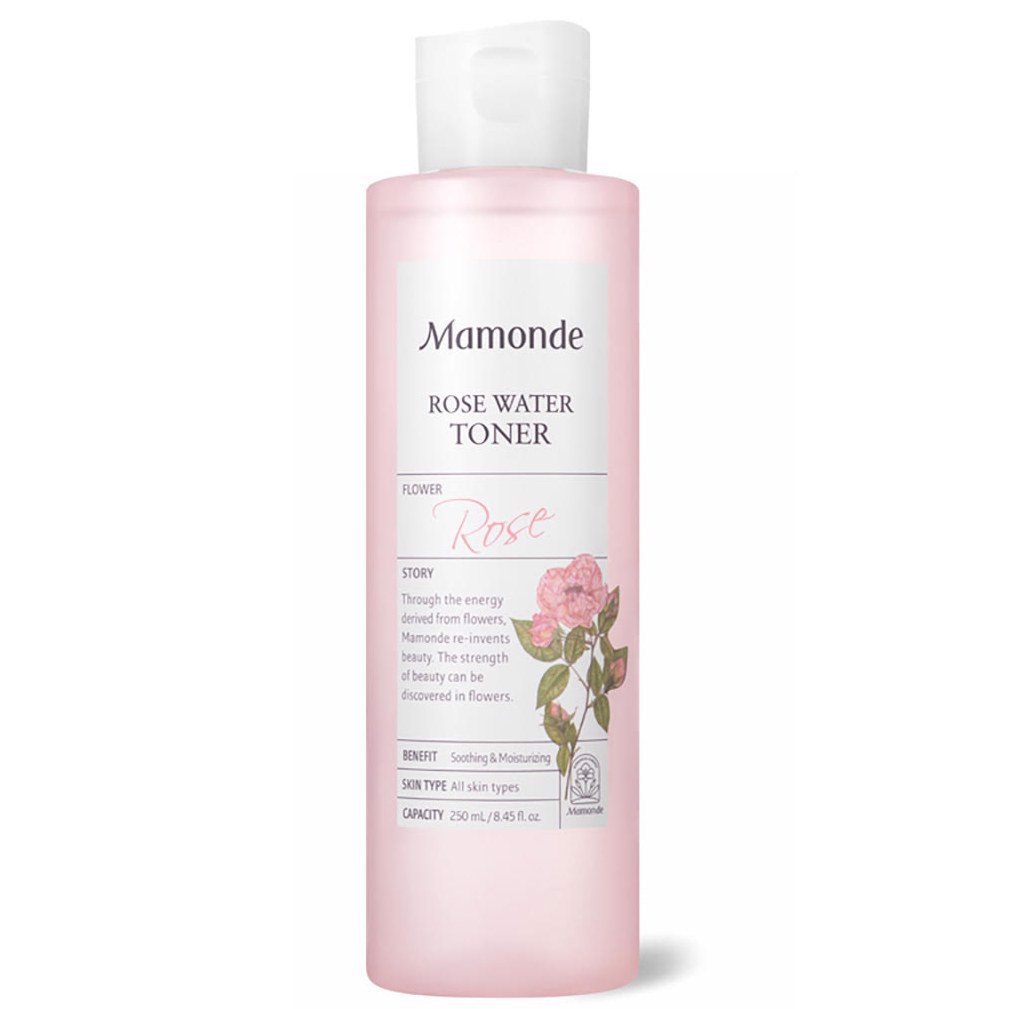 Mamonde
ROSE WATER
TONER
FLOWER
Rose
STORY
Through the energy
derived from flowers,
Mamonde re-invents
beauty. The strength
of beauty can be
discovered in flowers.
BENEFIT Soothing & Moisturizing
SKIN TYPE All skin types
CAPACITY 250 mL / 8.45 fl. oz.
Mamonde